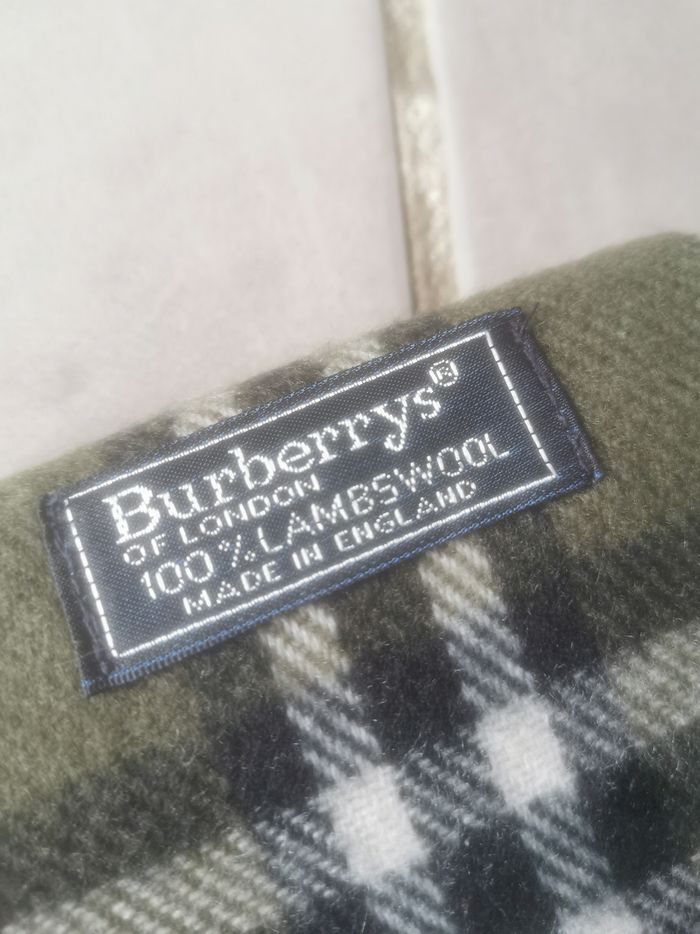 Burberrys®
OF LONDON
100% LAMBSWOOL
MADE IN ENGLAND